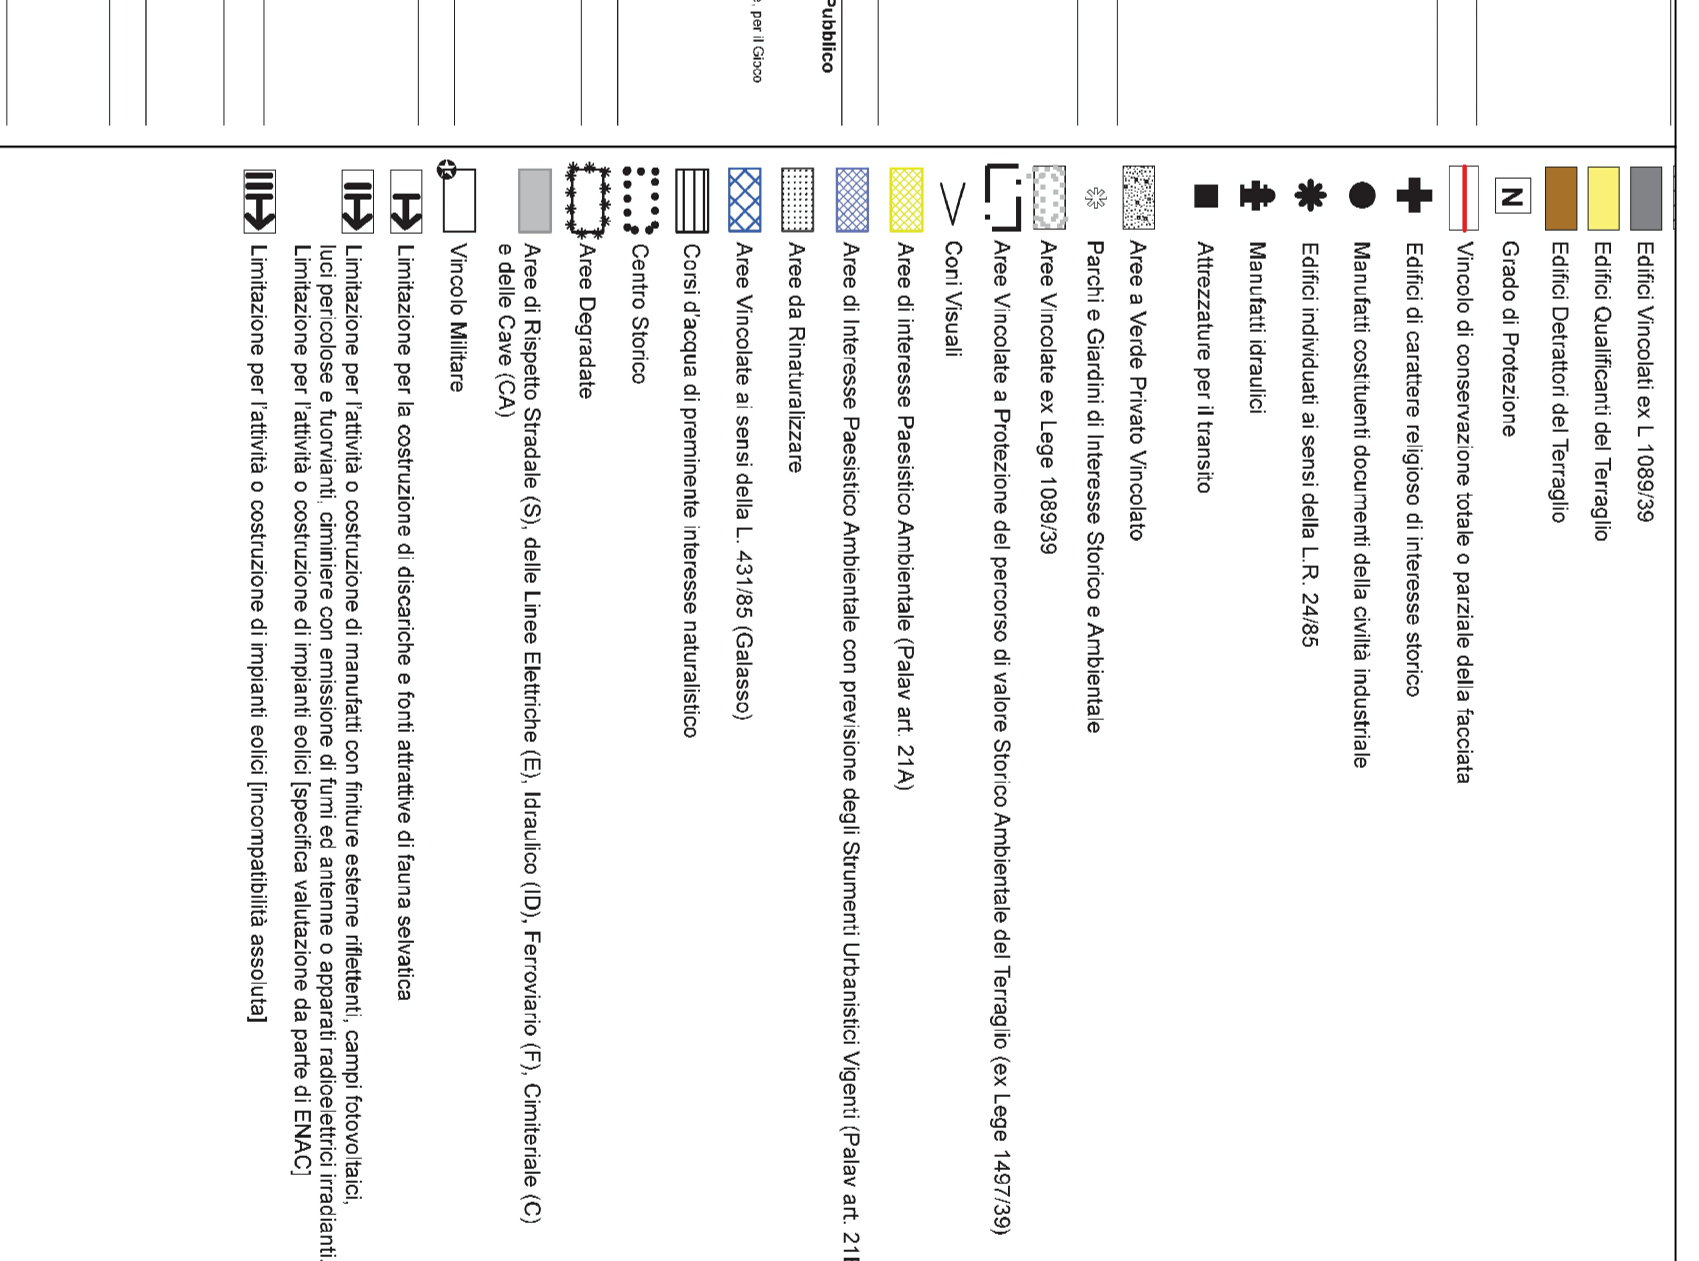 Pubblico
per il Gioco
Edifici Vincolati ex L 1089/39
Edifici Qualificanti del Terraglio
Edifici Detrattori del Terraglio
N
Grado di Protezione
Vincolo di conservazione totale o parziale della facciata
Edifici di carattere religioso di interesse storico
Manufatti costituenti documenti della civiltà industriale
Edifici individuati ai sensi della L.R. 24/85
Manufatti idraulici
Attrezzature per il transito
Aree a Verde Privato Vincolato
Parchi e Giardini di Interesse Storico e Ambientale
Aree Vincolate ex Lege 1089/39
Aree Vincolate a Protezione del percorso di valore Storico Ambientale del Terraglio (ex Lege 1497/39)
Coni Visuali
Aree di interesse Paesistico Ambientale (Palav art. 21A)
Aree di Interesse Paesistico Ambientale con previsione degli Strumenti Urbanistici Vigenti (Palav art.
Aree da Rinaturalizzare
Aree Vincolate ai sensi della L. 431/85 (Galasso)
Corsi d'acqua di preminente interesse naturalistico
Centro Storico
Aree Degradate
Aree di Rispetto Stradale (S), delle Linee Elettriche (E), Idraulico (ID), Ferroviario (F), Cimiteriale (C)
e delle Cave (CA)
Vincolo Militare
Limitazione per la costruzione di discariche e fonti attrattive di fauna selvatica
Limitazione per l'attività o costruzione di manufatti con finiture esterne riflettenti, campi fotovoltaici,
luci pericolose e fuorvianti, ciminiere con emissione di fumi ed antenne o apparati radioelettrici irradianti.
Limitazione per l'attività o costruzione di impianti eolici [specifica valutazione da parte di ENAC]
Limitazione per l'attività o costruzione di impianti eolici [incompatibilità assoluta]